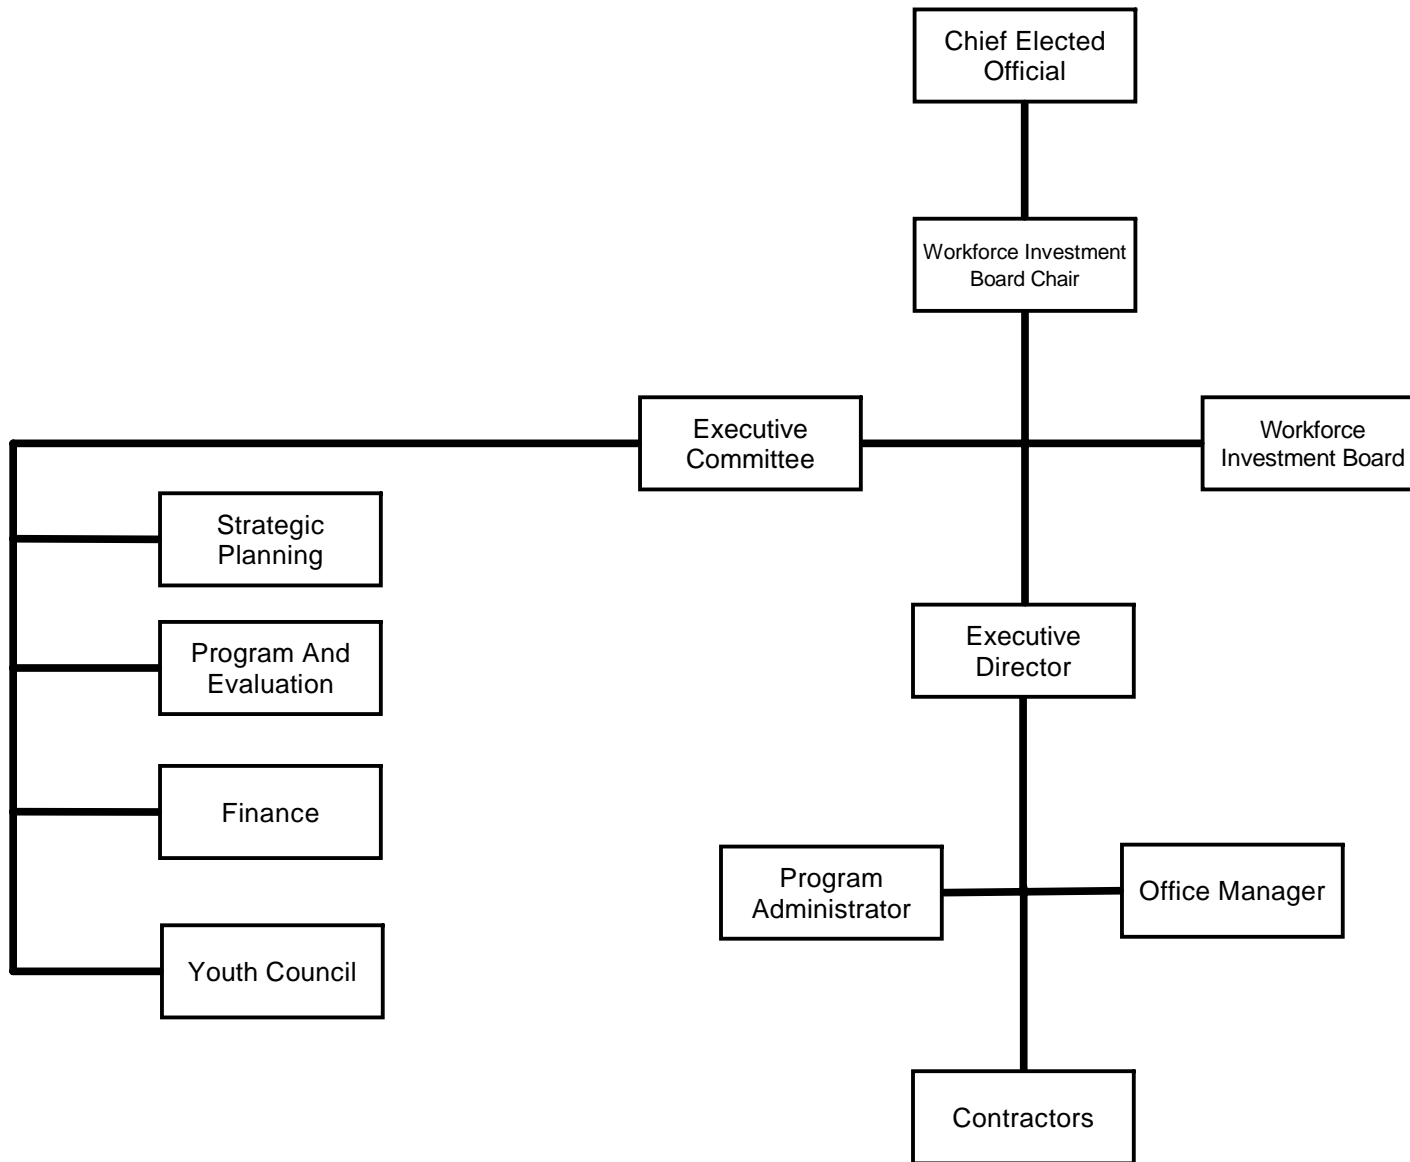 Chief Elected
Official
Workforce Investment
Board Chair
Executive
Committee
Workforce
Investment Board
Strategic
Planning
Program And
Evaluation
Executive
Director
Finance
Program
Administrator
Office Manager
Youth Council
Contractors